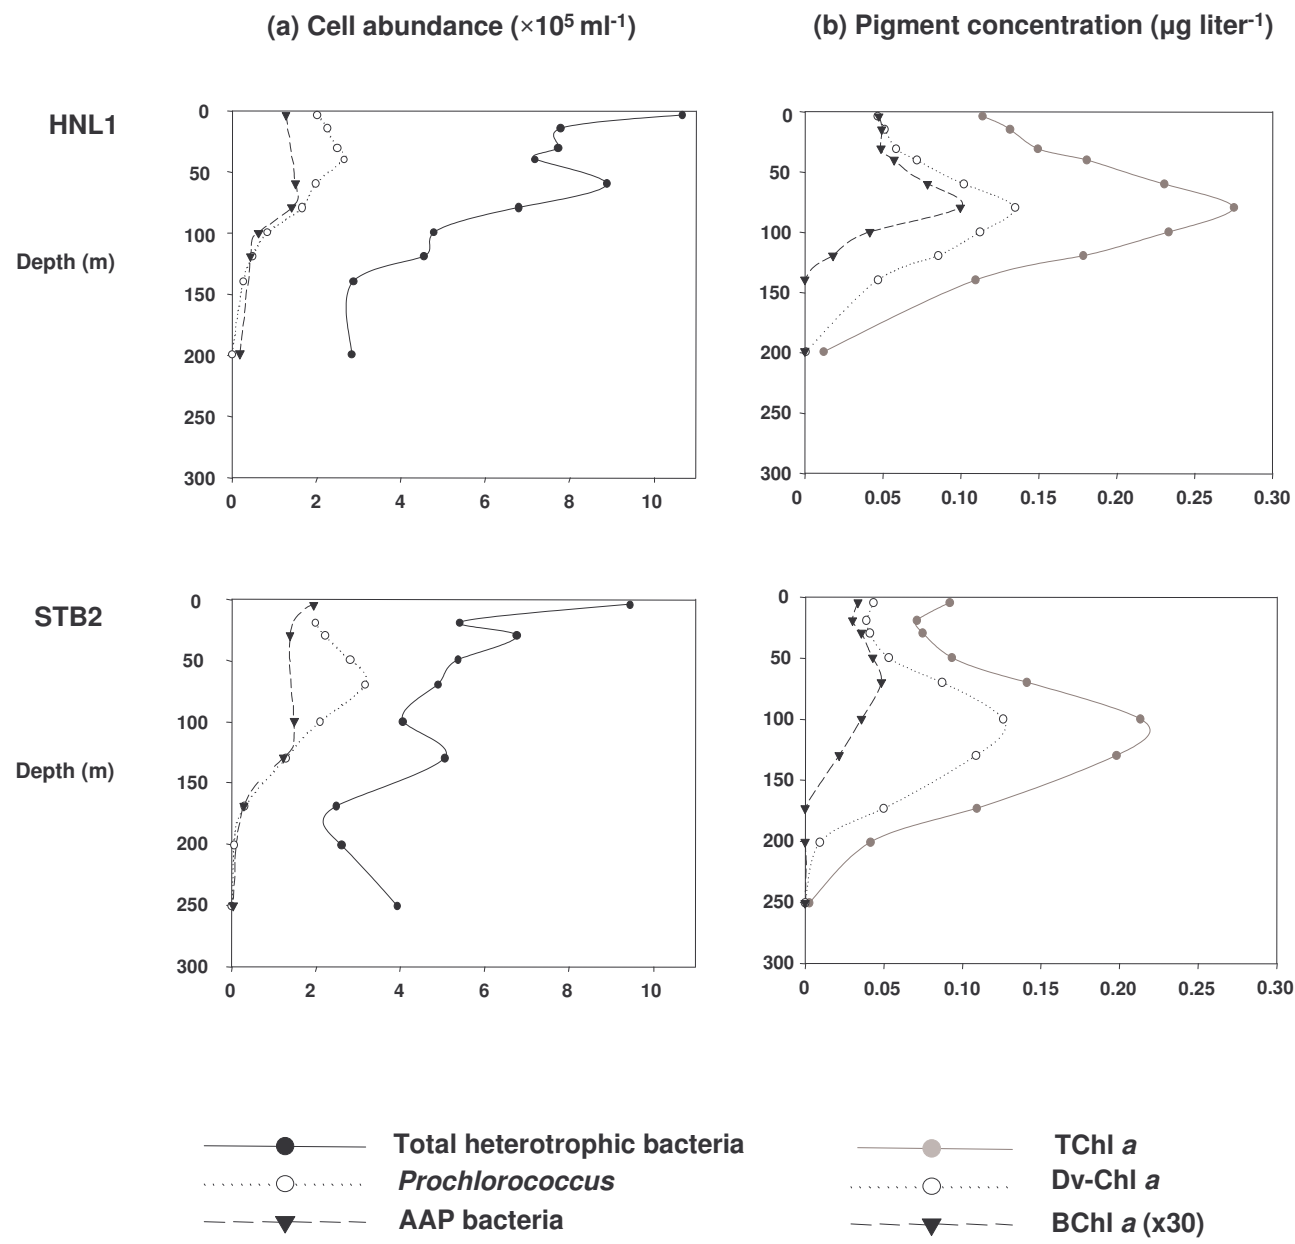 (a) Cell abundance (×10⁵ ml⁻¹)
(b) Pigment concentration (µg liter⁻¹)
HNL1
Depth (m)
0
50
100
150
200
250
300
0 2 4 6 8 10
0
50
100
150
200
250
300
0 0.05 0.10 0.15 0.20 0.25 0.30
STB2
Depth (m)
0
50
100
150
200
250
300
0 2 4 6 8 10
0
50
100
150
200
250
300
0 0.05 0.10 0.15 0.20 0.25 0.30
Total heterotrophic bacteria
Prochlorococcus
AAP bacteria
TChl a
Dv-Chl a
BChl a (x30)